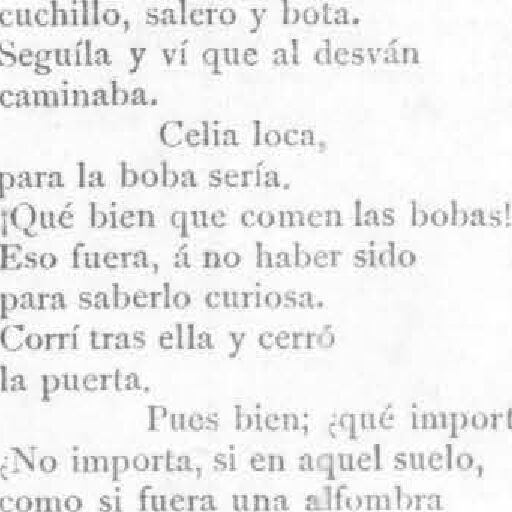 cuchillo, salero y bota.
Seguíla y ví que al desván
caminaba.
Celia loca,
para la boba sería.
¡Qué bien que comen las bobas!
Eso fuera, á no haber sido
para saberlo curiosa.
Corrí tras ella y cerró
la puerta.
Pues bien; ¿qué import
¿No importa, si en aquel suelo,
como si fuera una alfombra